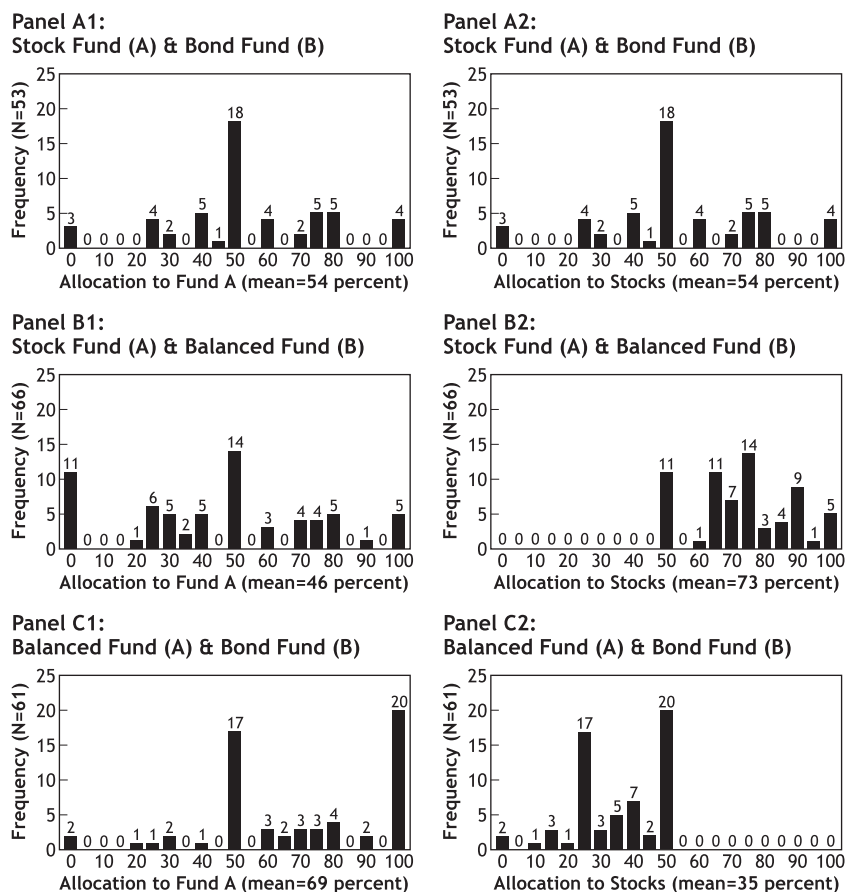 Panel A1:
Stock Fund (A) & Bond Fund (B)
Frequency (N=53)
25
20
15
10
5
0
3 0 0 0 0 4 2 0 5 1 18 0 4 0 2 5 5 0 0 0 4
0 10 20 30 40 50 60 70 80 90 100
Allocation to Fund A (mean=54 percent)
Panel A2:
Stock Fund (A) & Bond Fund (B)
Frequency (N=53)
25
20
15
10
5
0
3 0 0 0 0 4 2 0 5 1 18 0 4 0 2 5 5 0 0 0 4
0 10 20 30 40 50 60 70 80 90 100
Allocation to Stocks (mean=54 percent)
Panel B1:
Stock Fund (A) & Balanced Fund (B)
Frequency (N=66)
25
20
15
10
5
0
11 0 0 0 1 6 5 2 5 0 14 0 3 0 4 4 5 0 1 0 5
0 10 20 30 40 50 60 70 80 90 100
Allocation to Fund A (mean=46 percent)
Panel B2:
Stock Fund (A) & Balanced Fund (B)
Frequency (N=66)
25
20
15
10
5
0
0 0 0 0 0 0 0 0 0 0 11 0 1 11 7 14 3 4 9 1 5
0 10 20 30 40 50 60 70 80 90 100
Allocation to Stocks (mean=73 percent)
Panel C1:
Balanced Fund (A) & Bond Fund (B)
Frequency (N=61)
25
20
15
10
5
0
2 0 0 0 1 1 2 0 1 0 17 0 3 2 3 3 4 0 2 0 20
0 10 20 30 40 50 60 70 80 90 100
Allocation to Fund A (mean=69 percent)
Panel C2:
Balanced Fund (A) & Bond Fund (B)
Frequency (N=61)
25
20
15
10
5
0
2 0 1 3 1 17 3 5 7 2 20 0 0 0 0 0 0 0 0 0 0
0 10 20 30 40 50 60 70 80 90 100
Allocation to Stocks (mean=35 percent)